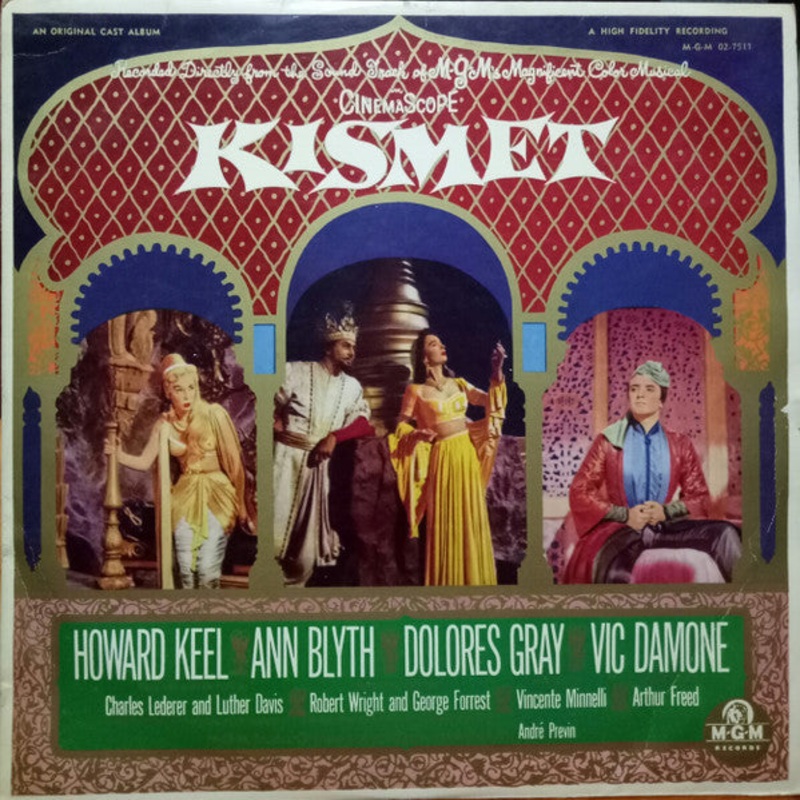 AN ORIGINAL CAST ALBUM
A HIGH FIDELITY RECORDING
M-G-M 02-7511
Recorded Directly from the Sound Track of M-G-M's Magnificent Color Musical
in
CINEMASCOPE
KISMET
HOWARD KEEL ANN BLYTH DOLORES GRAY VIC DAMONE
Charles Lederer and Luther Davis Robert Wright and George Forrest Vincente Minnelli Arthur Freed
André Previn
M-G-M
RECORDS